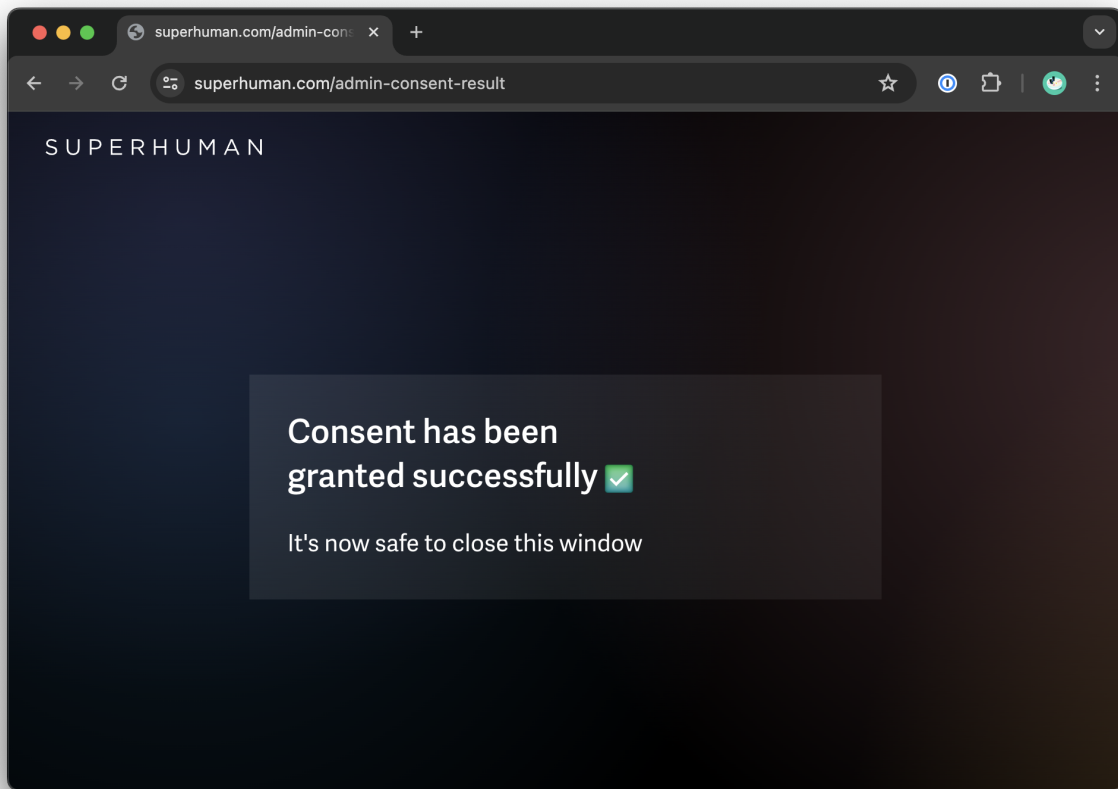 superhuman.com/admin-cons
superhuman.com/admin-consent-result
SUPERHUMAN
Consent has been
granted successfully ✅
It's now safe to close this window